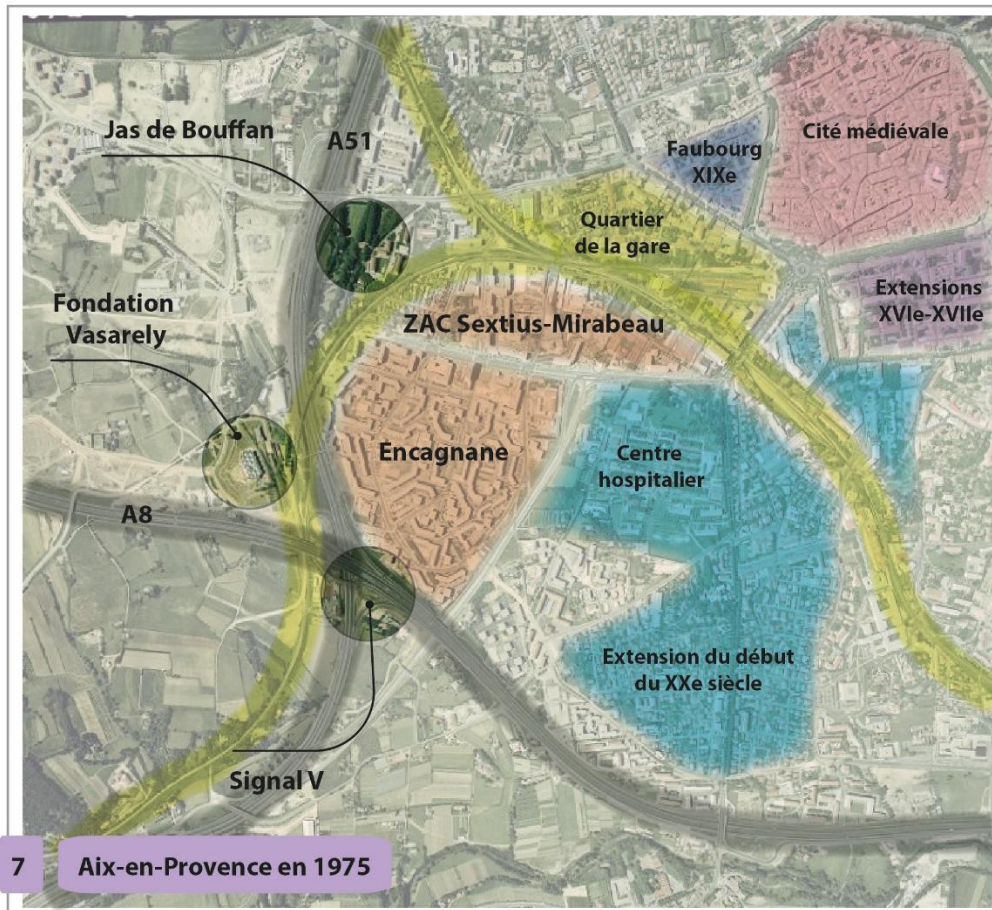 Jas de Bouffan
A51
Cité médiévale
Faubourg
XIXe
Quartier
de la gare
Extensions
XVIe-XVIIe
Fondation
Vasarely
ZAC Sextius-Mirabeau
Encagnane
Centre
hospitalier
A8
Extension du début
du XXe siècle
Signal V
7
Aix-en-Provence en 1975